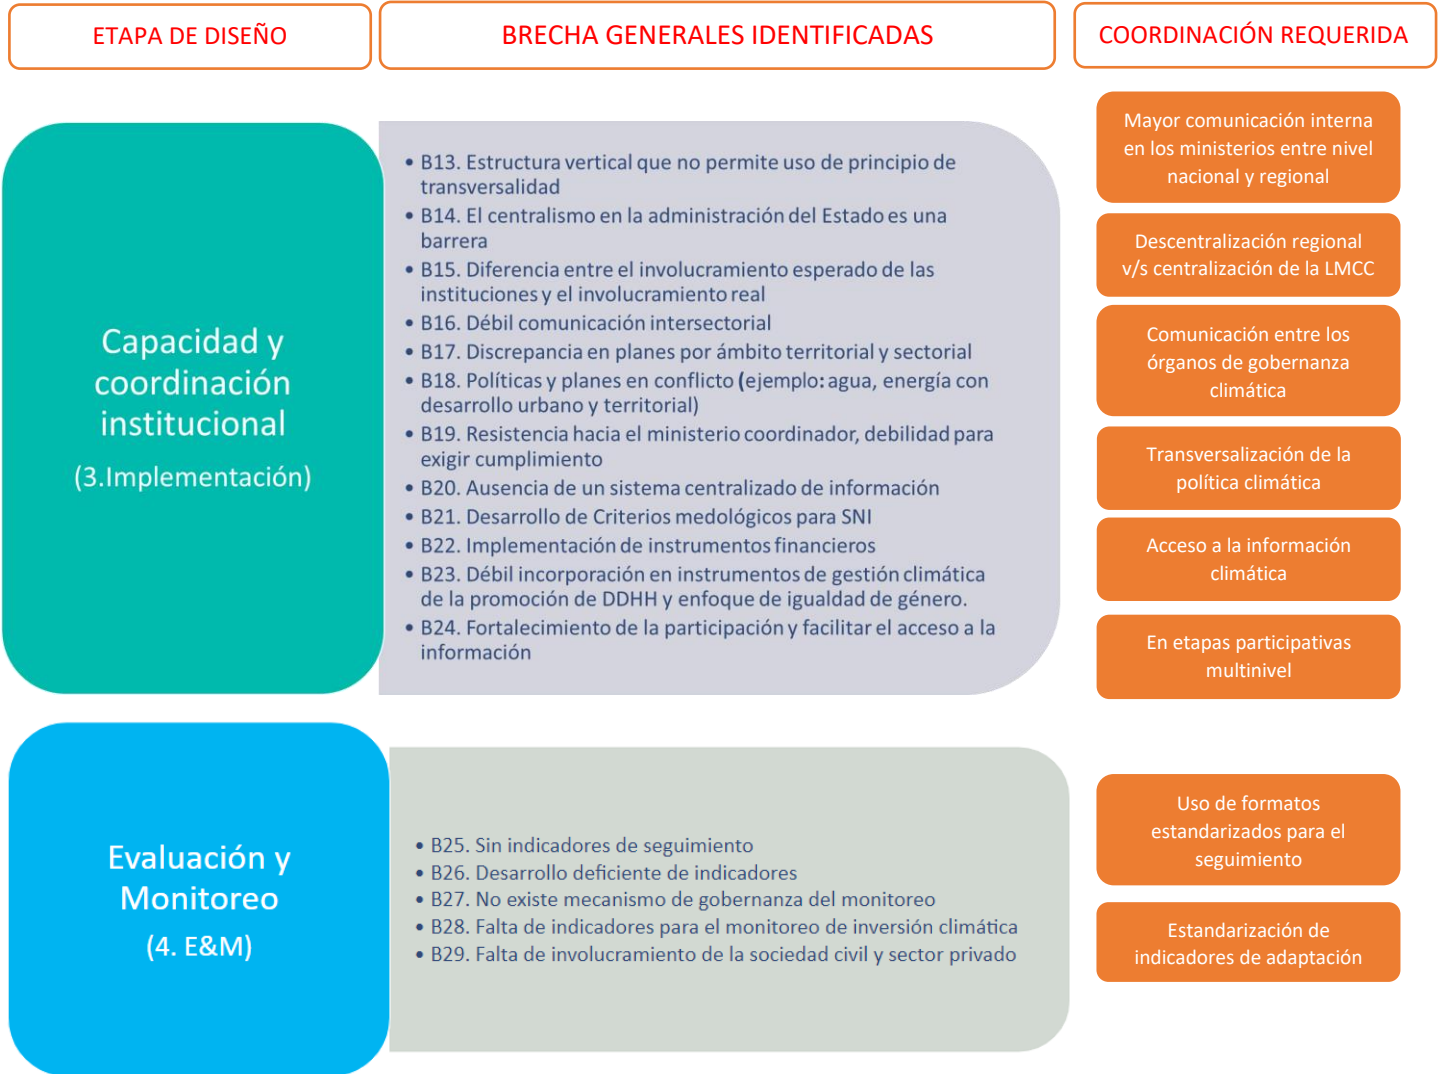 ETAPA DE DISEÑO
BRECHA GENERALES IDENTIFICADAS
COORDINACIÓN REQUERIDA
Capacidad y
coordinación
institucional
(3.Implementación)
• B13. Estructura vertical que no permite uso de principio de
transversalidad
• B14. El centralismo en la administración del Estado es una
barrera
• B15. Diferencia entre el involucramiento esperado de las
instituciones y el involucramiento real
• B16. Débil comunicación intersectorial
• B17. Discrepancia en planes por ámbito territorial y sectorial
• B18. Políticas y planes en conflicto (ejemplo: agua, energía con
desarrollo urbano y territorial)
• B19. Resistencia hacia el ministerio coordinador, debilidad para
exigir cumplimiento
• B20. Ausencia de un sistema centralizado de información
• B21. Desarrollo de Criterios medológicos para SNI
• B22. Implementación de instrumentos financieros
• B23. Débil incorporación en instrumentos de gestión climática
de la promoción de DDHH y enfoque de igualdad de género.
• B24. Fortalecimiento de la participación y facilitar el acceso a la
información
Mayor comunicación interna
en los ministerios entre nivel
nacional y regional
Descentralización regional
v/s centralización de la LMCC
Comunicación entre los
órganos de gobernanza
climática
Transversalización de la
política climática
Acceso a la información
climática
En etapas participativas
multinivel
Evaluación y
Monitoreo
(4. E&M)
• B25. Sin indicadores de seguimiento
• B26. Desarrollo deficiente de indicadores
• B27. No existe mecanismo de gobernanza del monitoreo
• B28. Falta de indicadores para el monitoreo de inversión climática
• B29. Falta de involucramiento de la sociedad civil y sector privado
Uso de formatos
estandarizados para el
seguimiento
Estandarización de
indicadores de adaptación